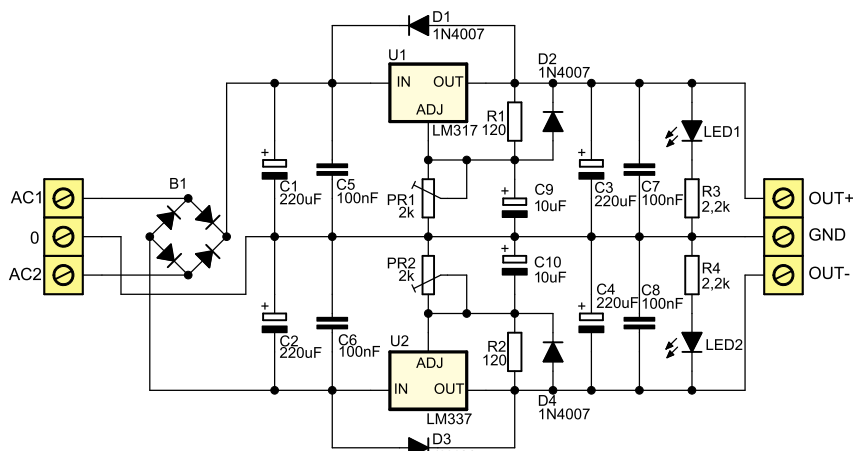 D1
1N4007
U1
IN
OUT
ADJ
LM317
R1
120
D2
1N4007
LED1
+
C1
220uF
C5
100nF
PR1
2k
+
C9
10uF
+
C3
220uF
C7
100nF
R3
2,2k
AC1
0
AC2
B1
OUT+
GND
OUT-
+
C2
220uF
C6
100nF
PR2
2k
+
C10
10uF
+
C4
220uF
C8
100nF
R4
2,2k
U2
ADJ
IN
OUT
LM337
R2
120
LED2
D4
1N4007
D3